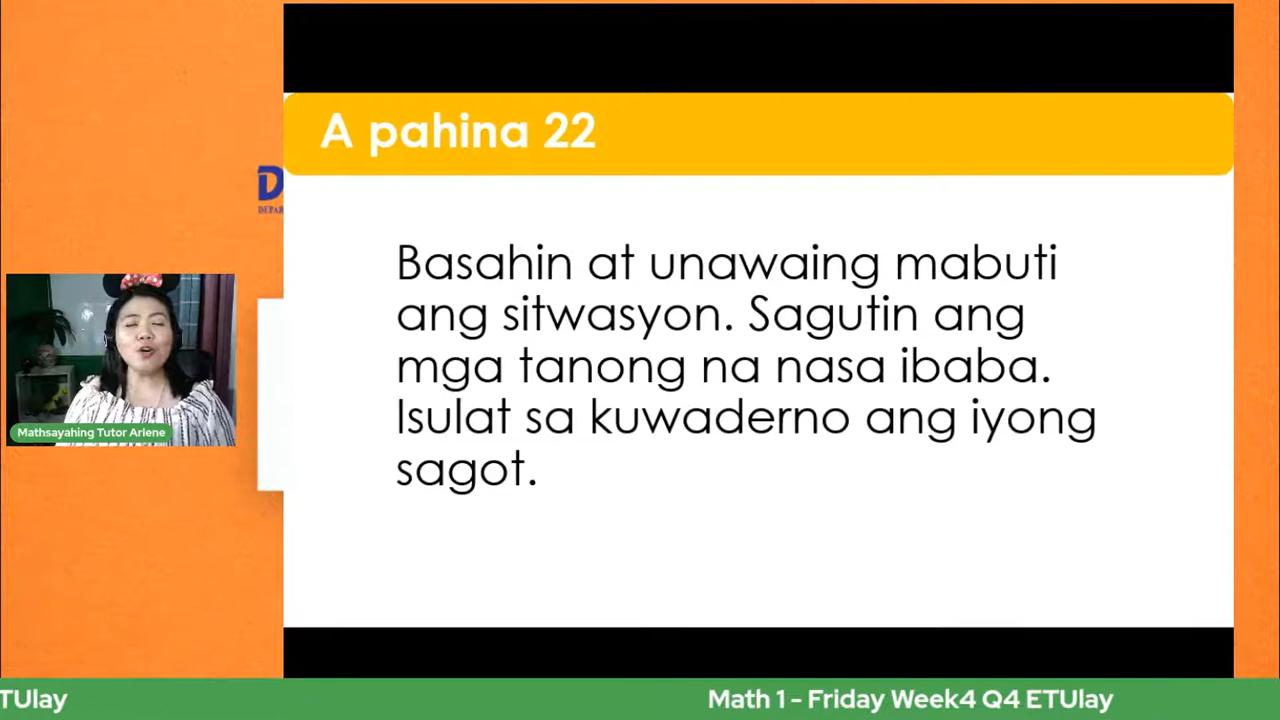 A pahina 22
DEPAR
Basahin at unawaing mabuti
ang sitwasyon. Sagutin ang
mga tanong na nasa ibaba.
Isulat sa kuwaderno ang iyong
sagot.
Mathsayahing Tutor Arlene
TUlay
Math 1 - Friday Week4 Q4 ETUlay